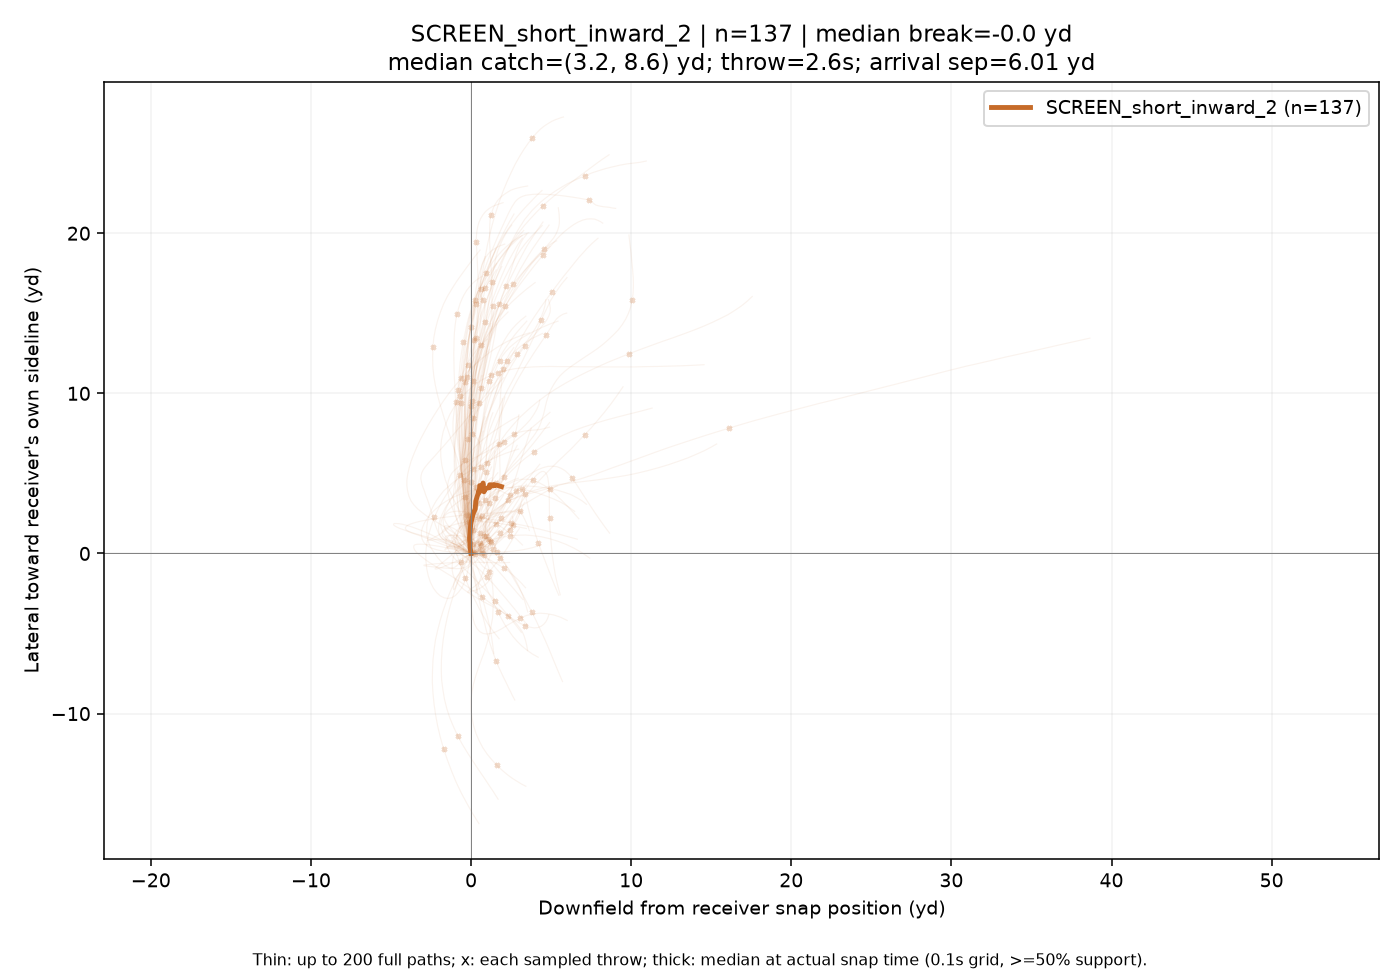 SCREEN_short_inward_2 | n=137 | median break=-0.0 yd
median catch=(3.2, 8.6) yd; throw=2.6s; arrival sep=6.01 yd
SCREEN_short_inward_2 (n=137)
Lateral toward receiver's own sideline (yd)
20
10
0
−10
−20
−10
0
10
20
30
40
50
Downfield from receiver snap position (yd)
Thin: up to 200 full paths; x: each sampled throw; thick: median at actual snap time (0.1s grid, >=50% support).